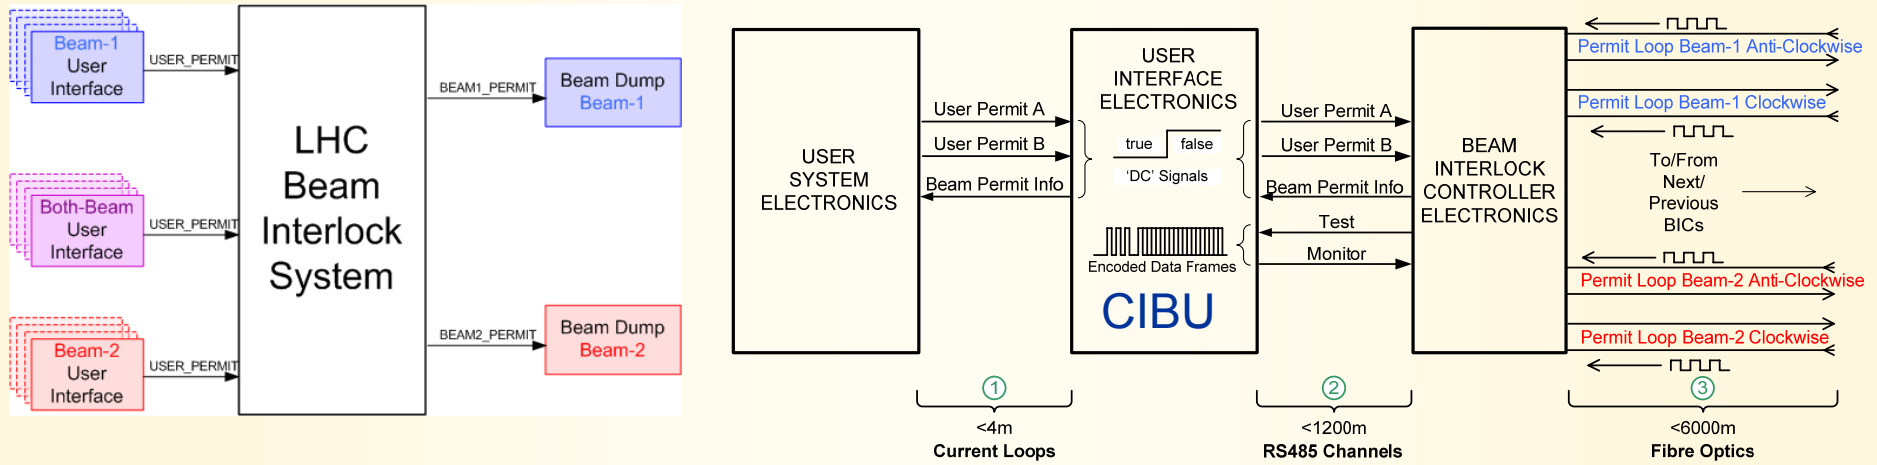 Beam-1
User
Interface
USER_PERMIT
Both-Beam
User
Interface
USER_PERMIT
Beam-2
User
Interface
USER_PERMIT
LHC
Beam
Interlock
System
BEAM1_PERMIT
Beam Dump
Beam-1
BEAM2_PERMIT
Beam Dump
Beam-2
USER
SYSTEM
ELECTRONICS
User Permit A
User Permit B
Beam Permit Info
USER
INTERFACE
ELECTRONICS
true
false
'DC' Signals
Encoded Data Frames
CIBU
User Permit A
User Permit B
Beam Permit Info
Test
Monitor
BEAM
INTERLOCK
CONTROLLER
ELECTRONICS
Permit Loop Beam-1 Anti-Clockwise
Permit Loop Beam-1 Clockwise
To/From
Next/
Previous
BICs
Permit Loop Beam-2 Anti-Clockwise
Permit Loop Beam-2 Clockwise
1
<4m
Current Loops
2
<1200m
RS485 Channels
3
<6000m
Fibre Optics